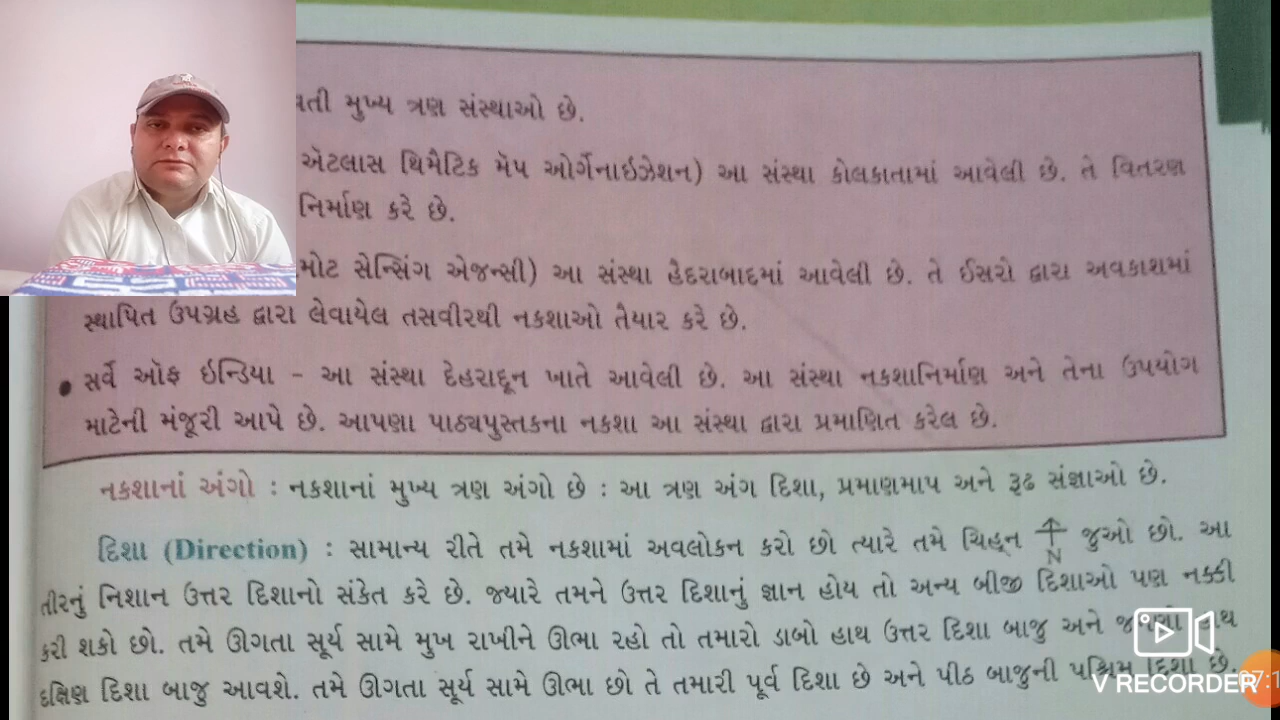 મુખ્ય ત્રણ સંસ્થાઓ છે.
ઍટલાસ થિમૅટિક મૅપ ઓર્ગેનાઇઝેશન) આ સંસ્થા કોલકાતામાં આવેલી છે. તે વિતરણ
નિર્માણ કરે છે.
મોટ સેન્સિંગ એજન્સી) આ સંસ્થા હૈદરાબાદમાં આવેલી છે. તે ઈસરો દ્વારા અવકાશમાં
સ્થાપિત ઉપગ્રહ દ્વારા લેવાયેલ તસવીરથી નકશાઓ તૈયાર કરે છે.
• સર્વે ઑફ ઇન્ડિયા - આ સંસ્થા દેહરાદૂન ખાતે આવેલી છે. આ સંસ્થા નકશાનિર્માણ અને તેના ઉપયોગ
માટેની મંજૂરી આપે છે. આપણા પાઠ્યપુસ્તકના નકશા આ સંસ્થા દ્વારા પ્રમાણિત કરેલ છે.
નકશાનાં અંગો : નકશાનાં મુખ્ય ત્રણ અંગો છે : આ ત્રણ અંગ દિશા, પ્રમાણમાપ અને રૂઢ સંજ્ઞાઓ છે.
દિશા (Direction) : સામાન્ય રીતે તમે નકશામાં અવલોકન કરો છો ત્યારે તમે ચિહ્ન N જુઓ છો. આ
તીરનું નિશાન ઉત્તર દિશાનો સંકેત કરે છે. જ્યારે તમને ઉત્તર દિશાનું જ્ઞાન હોય તો અન્ય બીજી દિશાઓ પણ નક્કી
કરી શકો છો. તમે ઊગતા સૂર્ય સામે મુખ રાખીને ઊભા રહો તો તમારો ડાબો હાથ ઉત્તર દિશા બાજુ અને
દક્ષિણ દિશા બાજુ આવશે. તમે ઊગતા સૂર્ય સામે ઊભા છો તે તમારી પૂર્વ દિશા છે અને પીઠ બાજુની પશ્ચિમ દિશા છે.
V RECORDER